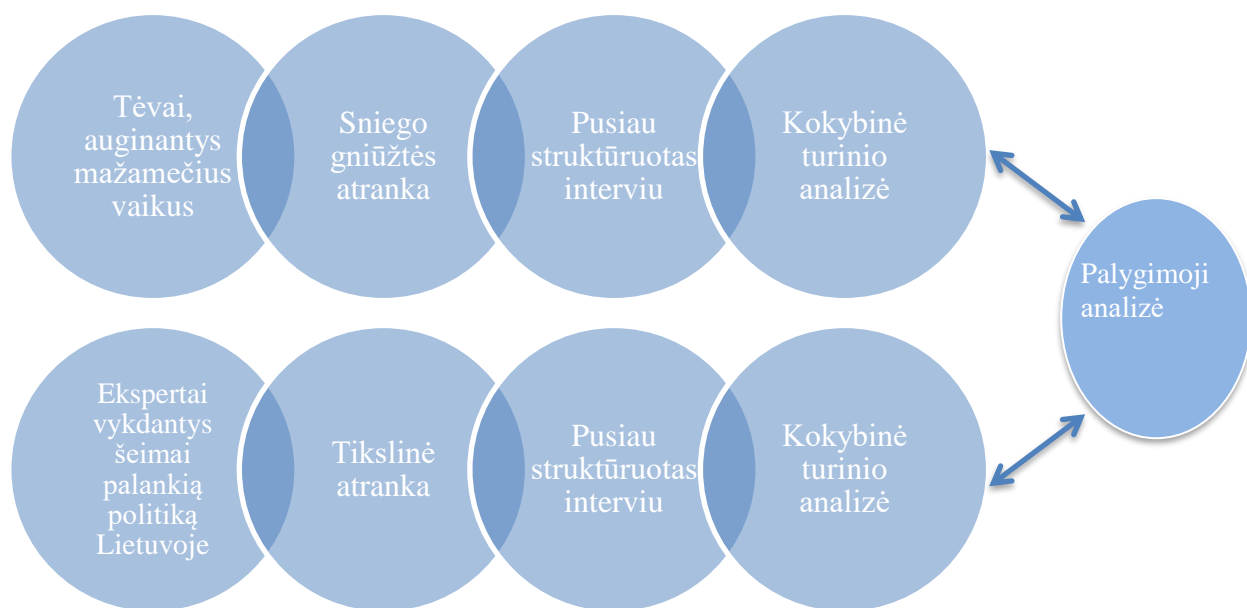 Tėvai,
auginantys
mažamečius
vaikus
Sniego
gniūžtės
atranka
Pusiau
struktūruotas
interviu
Kokybinė
turinio
analizė
Palygimoji
analizė
Ekspertai
vykdantys
šeimai
palankią
politiką
Lietuvoje
Tikslinė
atranka
Pusiau
struktūruotas
interviu
Kokybinė
turinio
analizė